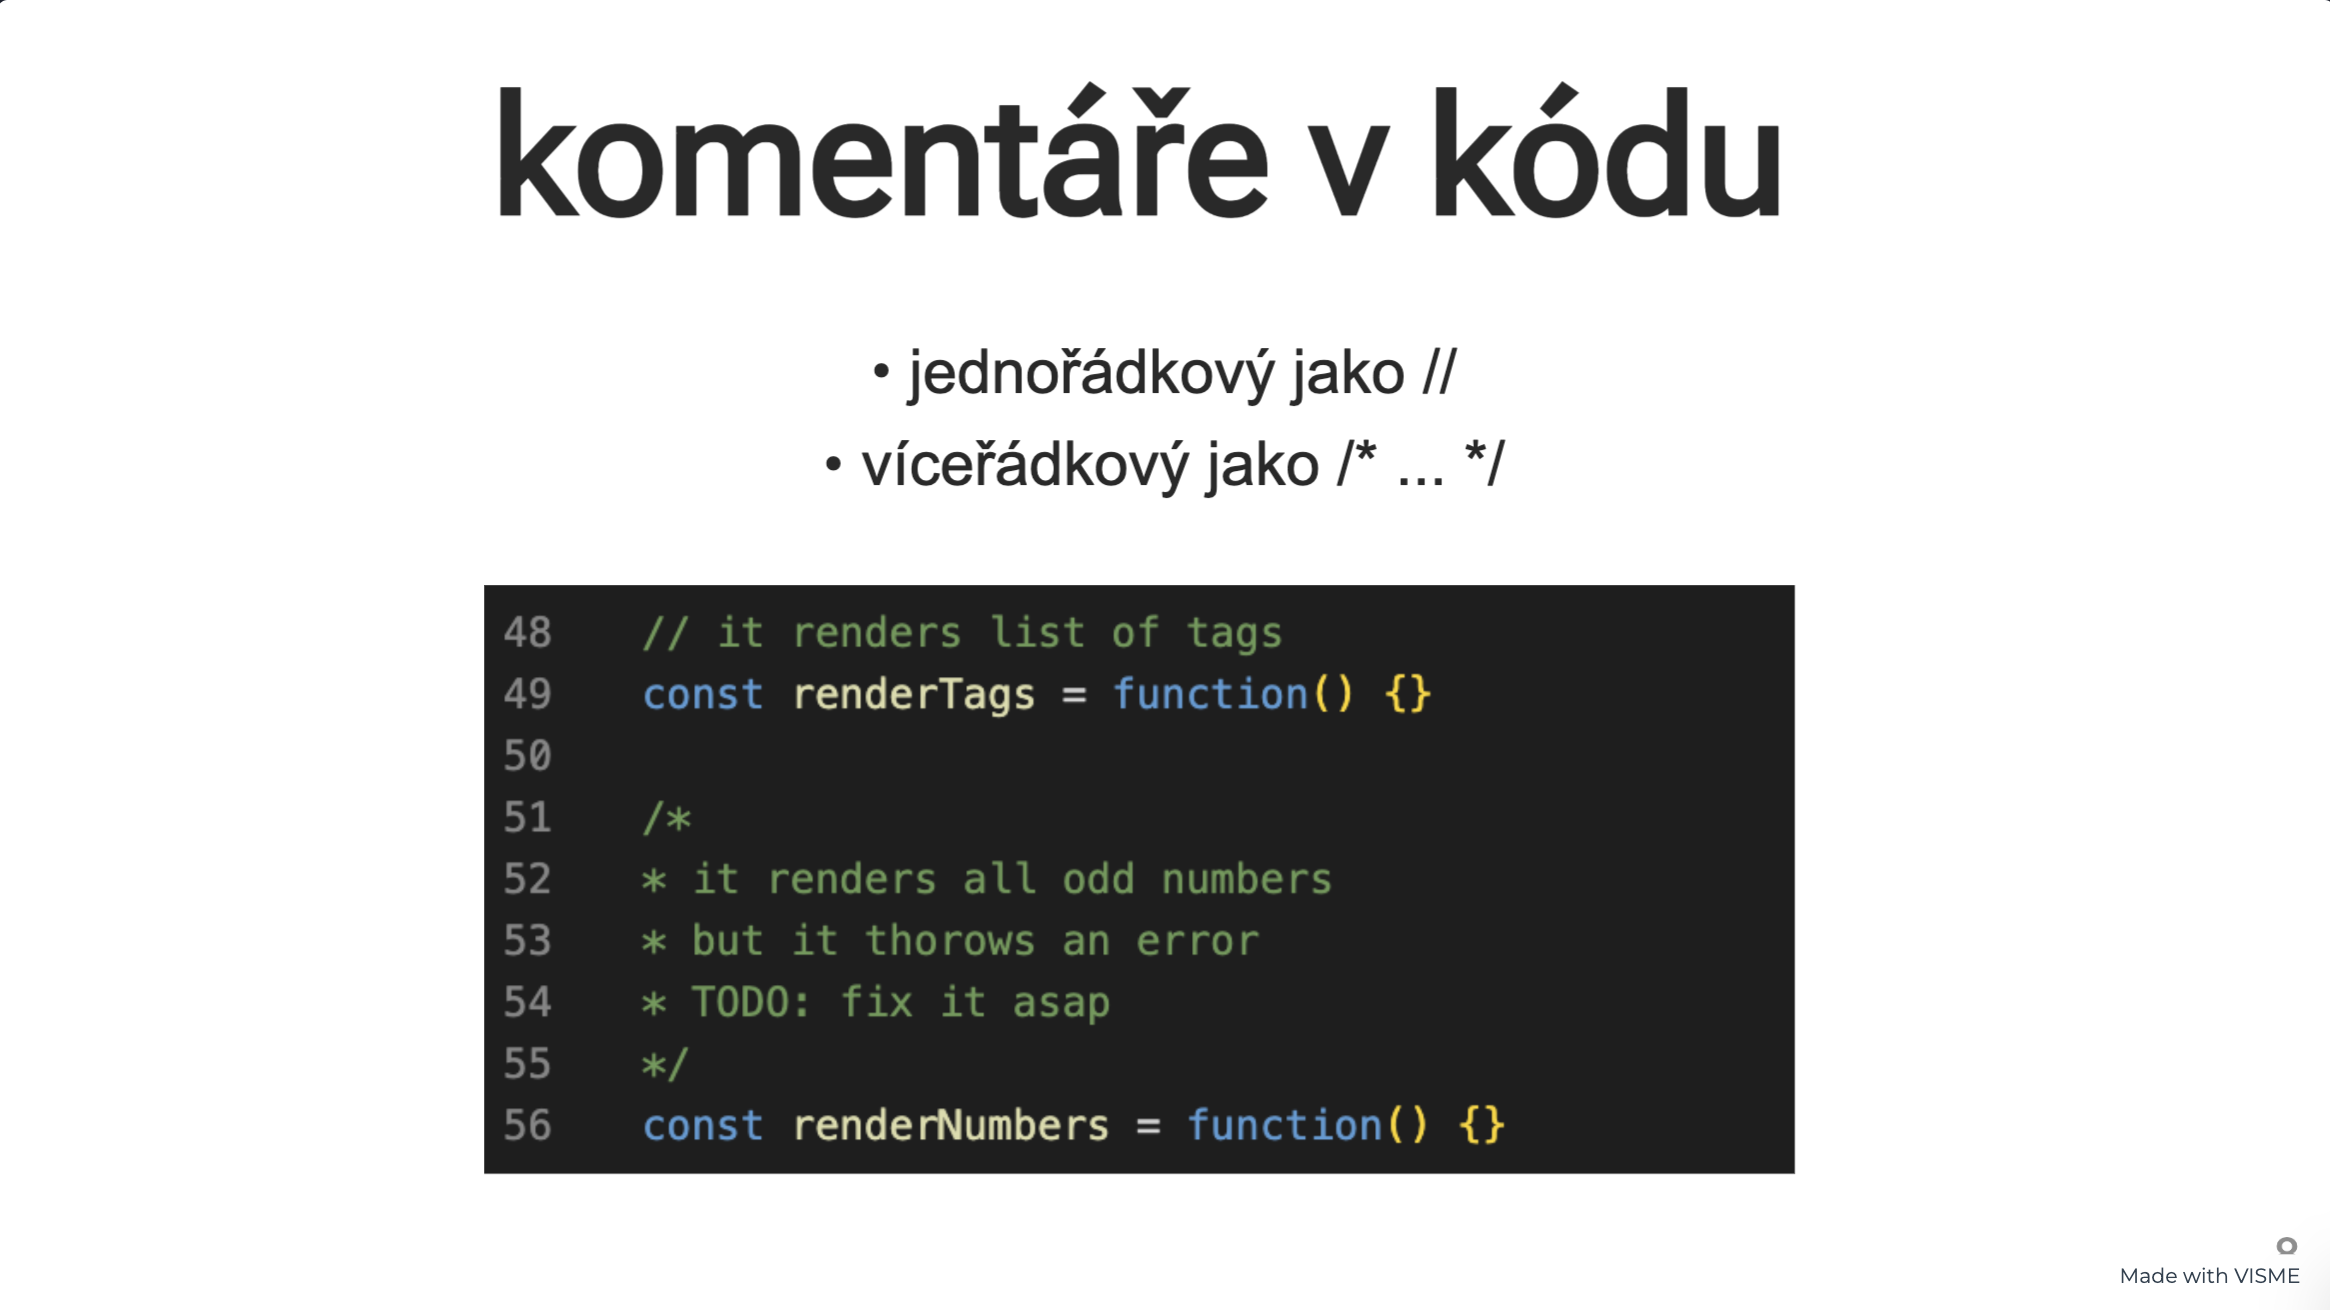 komentáře v kódu
• jednořádkový jako //
• víceřádkový jako /* ... */
48 // it renders list of tags
49 const renderTags = function() {}
50
51 /*
52 * it renders all odd numbers
53 * but it thorows an error
54 * TODO: fix it asap
55 */
56 const renderNumbers = function() {}
Made with VISME